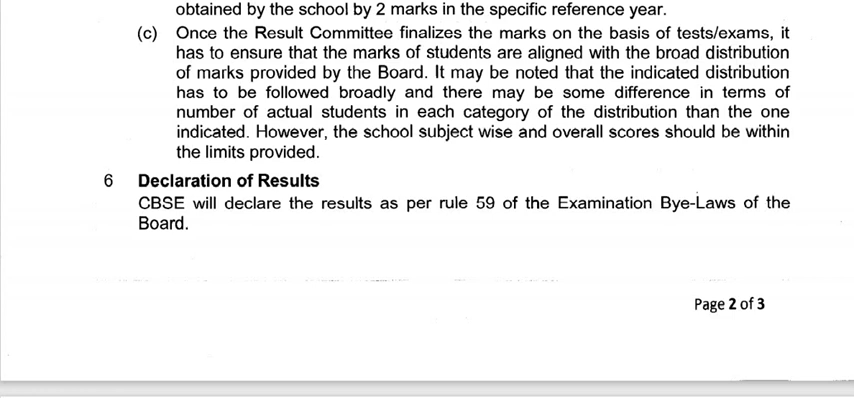 obtained by the school by 2 marks in the specific reference year.
(c) Once the Result Committee finalizes the marks on the basis of tests/exams, it
has to ensure that the marks of students are aligned with the broad distribution
of marks provided by the Board. It may be noted that the indicated distribution
has to be followed broadly and there may be some difference in terms of
number of actual students in each category of the distribution than the one
indicated. However, the school subject wise and overall scores should be within
the limits provided.
6 Declaration of Results
CBSE will declare the results as per rule 59 of the Examination Bye-Laws of the
Board.
Page 2 of 3